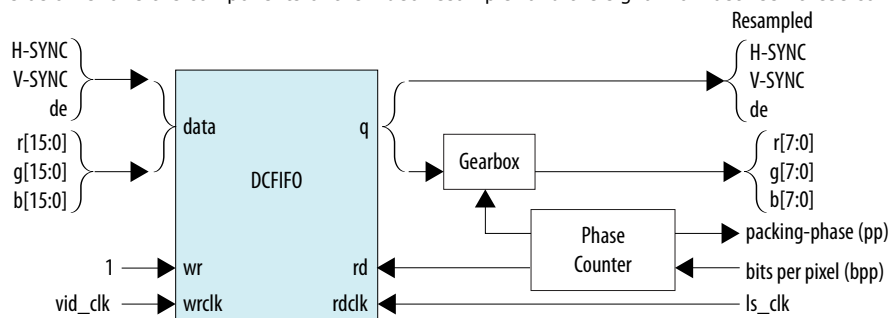 Resampled
H-SYNC
V-SYNC
de
r[15:0]
g[15:0]
b[15:0]
1
vid_clk
data
q
DCFIFO
wr
rd
wrclk
rdclk
Gearbox
Phase
Counter
H-SYNC
V-SYNC
de
r[7:0]
g[7:0]
b[7:0]
packing-phase (pp)
bits per pixel (bpp)
ls_clk